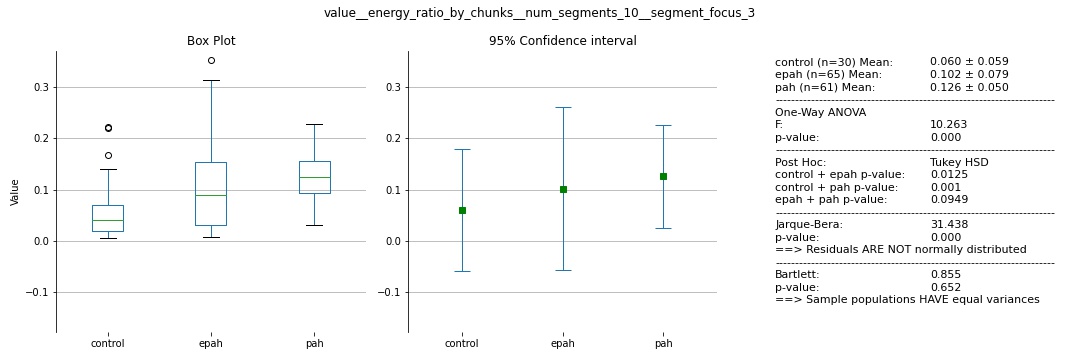 value__energy_ratio_by_chunks__num_segments_10__segment_focus_3
Box Plot
Value
0.3
0.2
0.1
0.0
−0.1
control
epah
pah
95% Confidence interval
0.3
0.2
0.1
0.0
−0.1
control
epah
pah
control (n=30) Mean: 0.060 ± 0.059
epah (n=65) Mean: 0.102 ± 0.079
pah (n=61) Mean: 0.126 ± 0.050
One-Way ANOVA
F: 10.263
p-value: 0.000
Post Hoc: Tukey HSD
control + epah p-value: 0.0125
control + pah p-value: 0.001
epah + pah p-value: 0.0949
Jarque-Bera: 31.438
p-value: 0.000
==> Residuals ARE NOT normally distributed
Bartlett: 0.855
p-value: 0.652
==> Sample populations HAVE equal variances